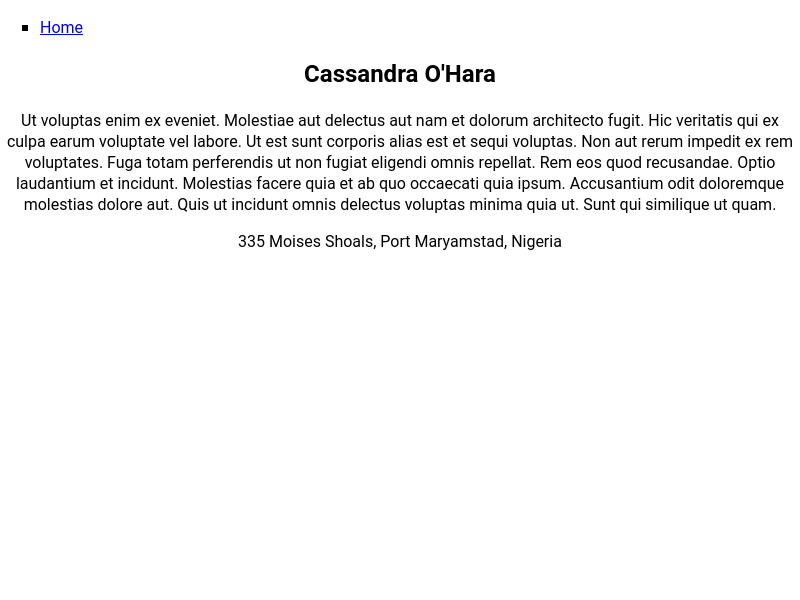 Home
Cassandra O'Hara
Ut voluptas enim ex eveniet. Molestiae aut delectus aut nam et dolorum architecto fugit. Hic veritatis qui ex
culpa earum voluptate vel labore. Ut est sunt corporis alias est et sequi voluptas. Non aut rerum impedit ex rem
voluptates. Fuga totam perferendis ut non fugiat eligendi omnis repellat. Rem eos quod recusandae. Optio
laudantium et incidunt. Molestias facere quia et ab quo occaecati quia ipsum. Accusantium odit doloremque
molestias dolore aut. Quis ut incidunt omnis delectus voluptas minima quia ut. Sunt qui similique ut quam.
335 Moises Shoals, Port Maryamstad, Nigeria